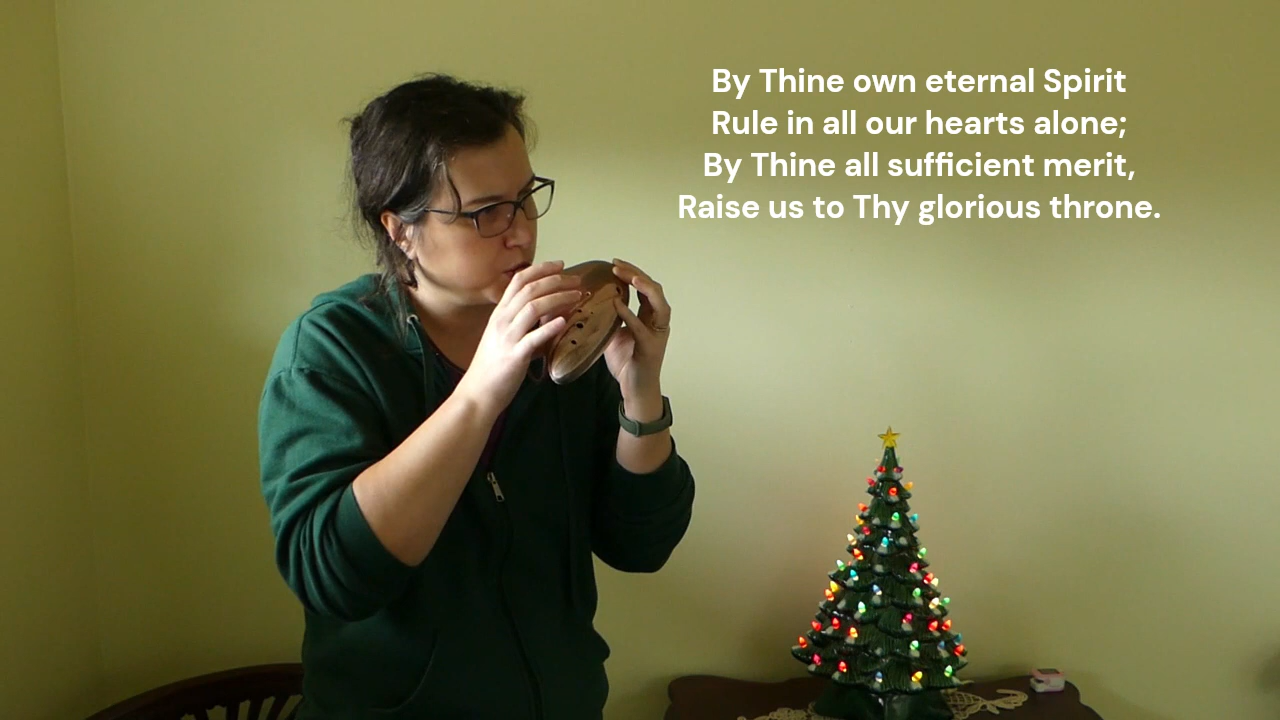 By Thine own eternal Spirit
Rule in all our hearts alone;
By Thine all sufficient merit,
Raise us to Thy glorious throne.